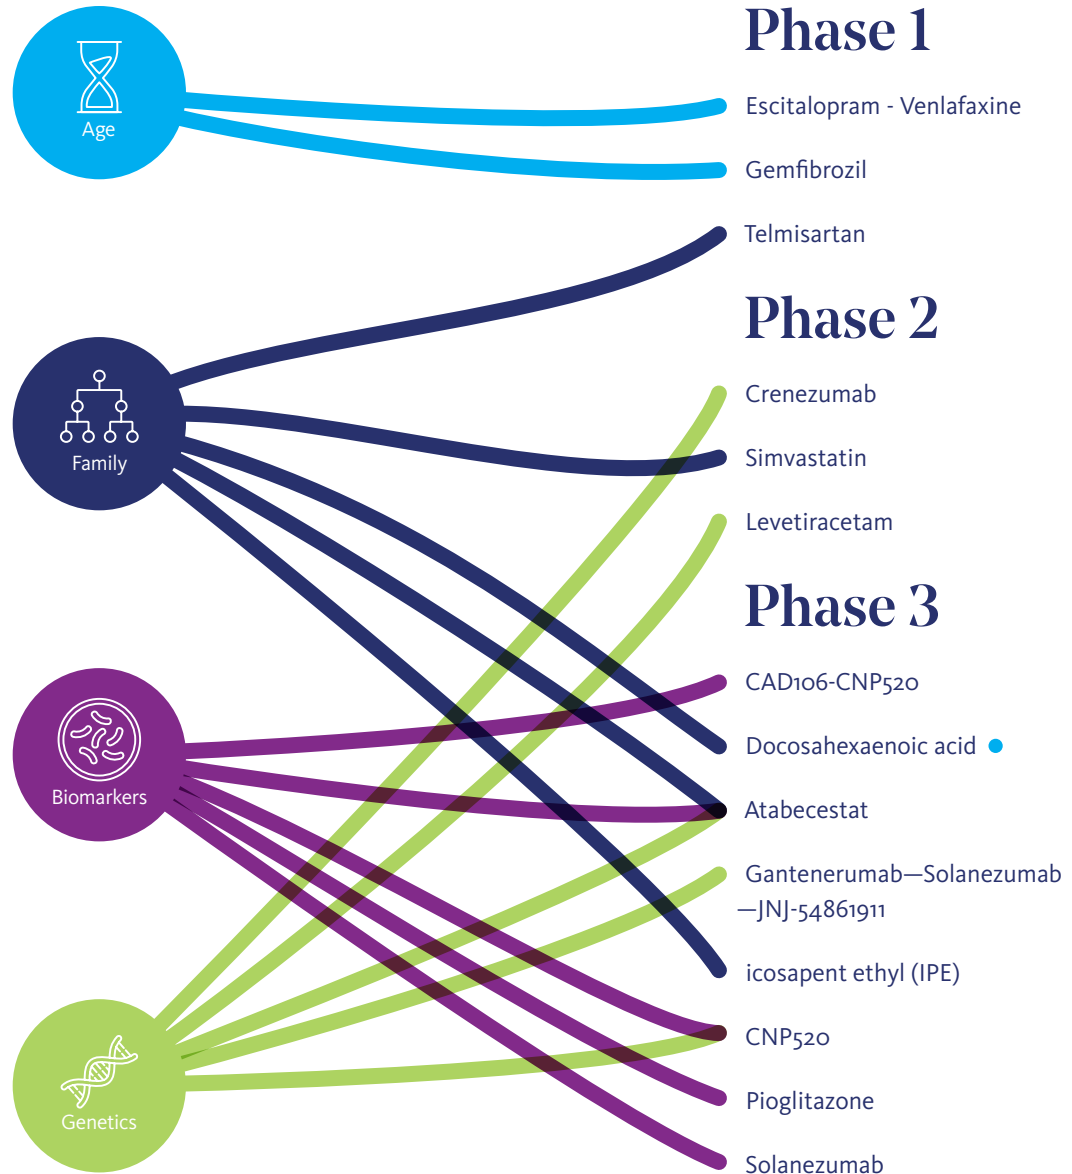 Phase 1
Age
Escitalopram - Venlafaxine
Gemfibrozil
Telmisartan
Phase 2
Family
Crenezumab
Simvastatin
Levetiracetam
Phase 3
Biomarkers
CAD106-CNP520
Docosahexaenoic acid
Atabecestat
Gantenerumab—Solanezumab
—JNJ-54861911
icosapent ethyl (IPE)
Genetics
CNP520
Pioglitazone
Solanezumab